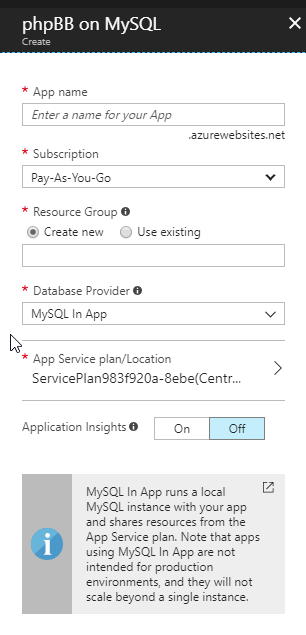 phpBB on MySQL
Create
* App name
Enter a name for your App
.azurewebsites.net
* Subscription
Pay-As-You-Go
* Resource Group
Create new Use existing
* Database Provider
MySQL In App
* App Service plan/Location
ServicePlan983f920a-8ebe(Centr...
Application Insights On Off
MySQL In App runs a local
MySQL instance with your app
and shares resources from the
App Service plan. Note that apps
using MySQL In App are not
intended for production
environments, and they will not
scale beyond a single instance.